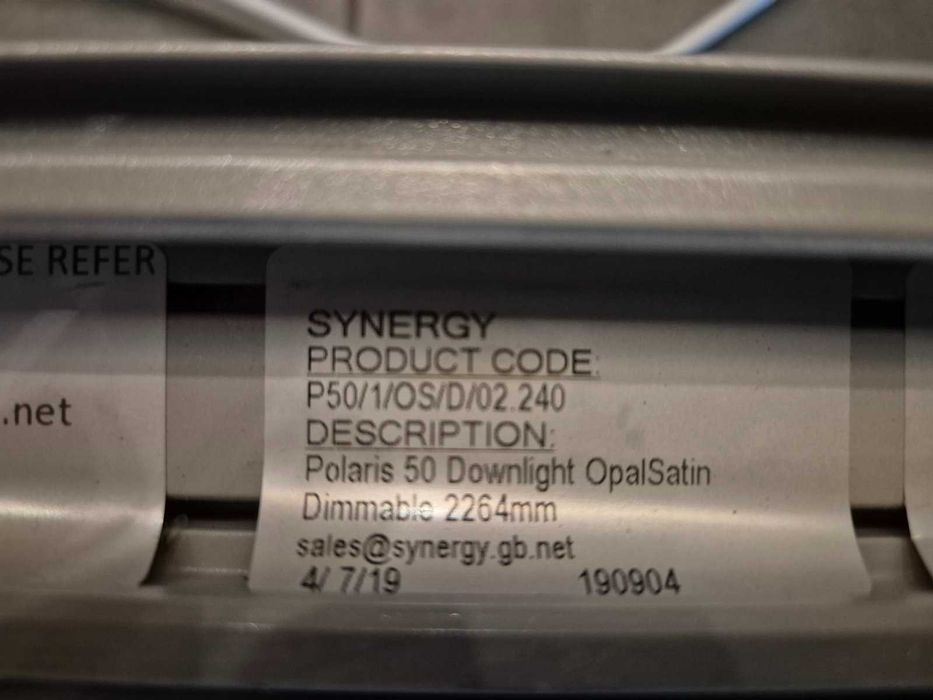 SE REFER
.net
SYNERGY
PRODUCT CODE:
P50/1/OS/D/02.240
DESCRIPTION:
Polaris 50 Downlight OpalSatin
Dimmable 2264mm
sales@synergy.gb.net
4/ 7/19 190904